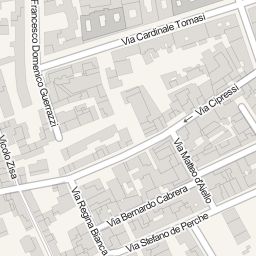 Francesco Domenico Guerrazzi
Via Cardinale Tomasi
Via Cipressi
Vicolo Zisa
Via Matteo d'Aiello
Via Regina Bianca
Via Bernardo Cabrera
Via Stefano de Perche